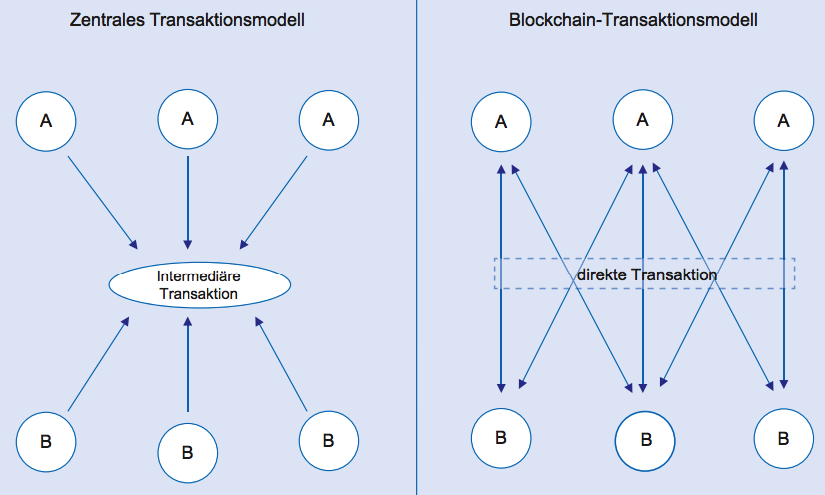 Zentrales Transaktionsmodell
Blockchain-Transaktionsmodell
A
A
A
A
A
A
Intermediäre
Transaktion
direkte Transaktion
B
B
B
B
B
B